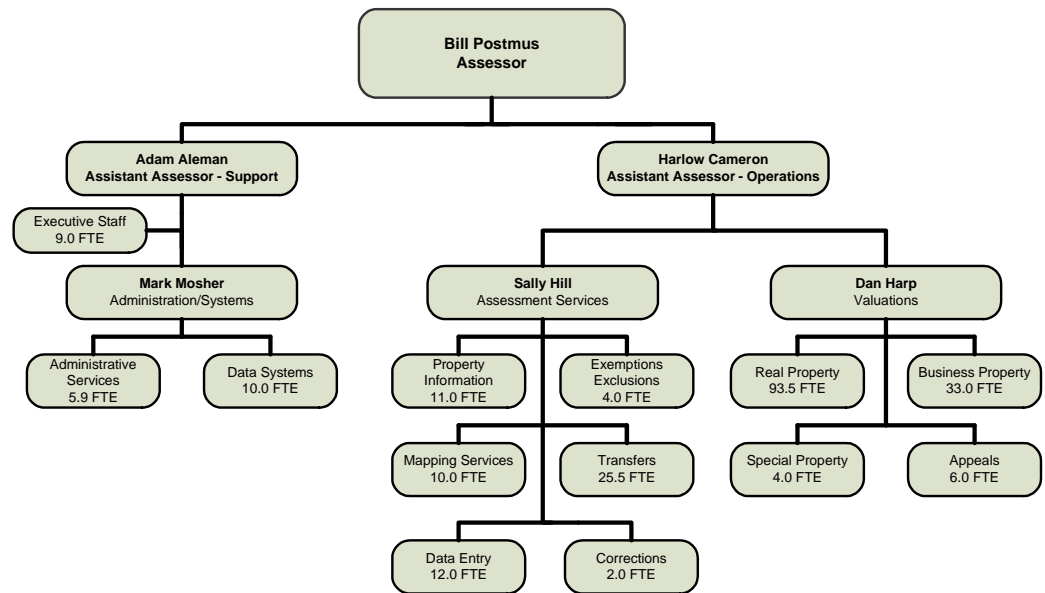 Bill Postmus
Assessor
Adam Aleman
Assistant Assessor - Support
Harlow Cameron
Assistant Assessor - Operations
Executive Staff
9.0 FTE
Mark Mosher
Administration/Systems
Sally Hill
Assessment Services
Dan Harp
Valuations
Administrative
Services
5.9 FTE
Data Systems
10.0 FTE
Property
Information
11.0 FTE
Exemptions
Exclusions
4.0 FTE
Real Property
93.5 FTE
Business Property
33.0 FTE
Mapping Services
10.0 FTE
Transfers
25.5 FTE
Special Property
4.0 FTE
Appeals
6.0 FTE
Data Entry
12.0 FTE
Corrections
2.0 FTE